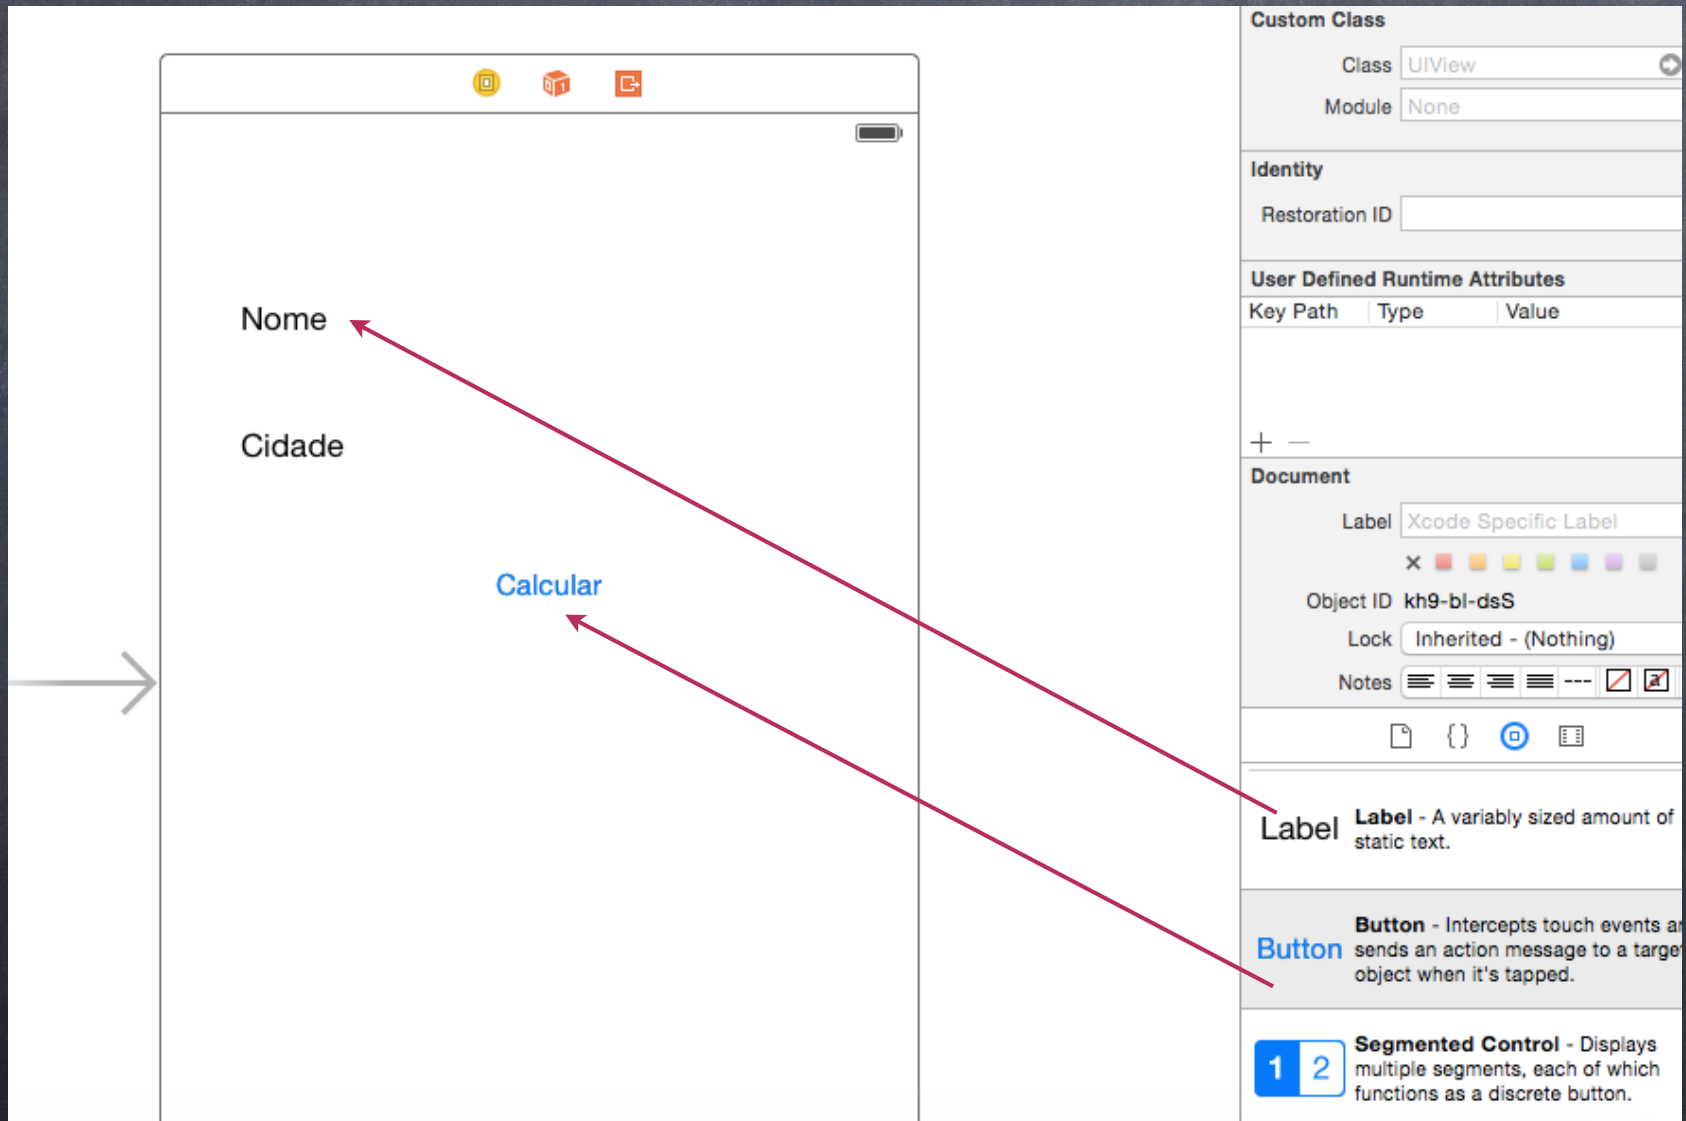 Nome
Cidade
Calcular
Custom Class
Class UIView
Module None
Identity
Restoration ID
User Defined Runtime Attributes
Key Path Type Value
Document
Label Xcode Specific Label
Object ID kh9-bl-dsS
Lock Inherited - (Nothing)
Notes
Label
Label - A variably sized amount of
static text.
Button
Button - Intercepts touch events
sends an action message to a
object when it's tapped.
1 2
Segmented Control - Displays
multiple segments, each of which
functions as a discrete button.